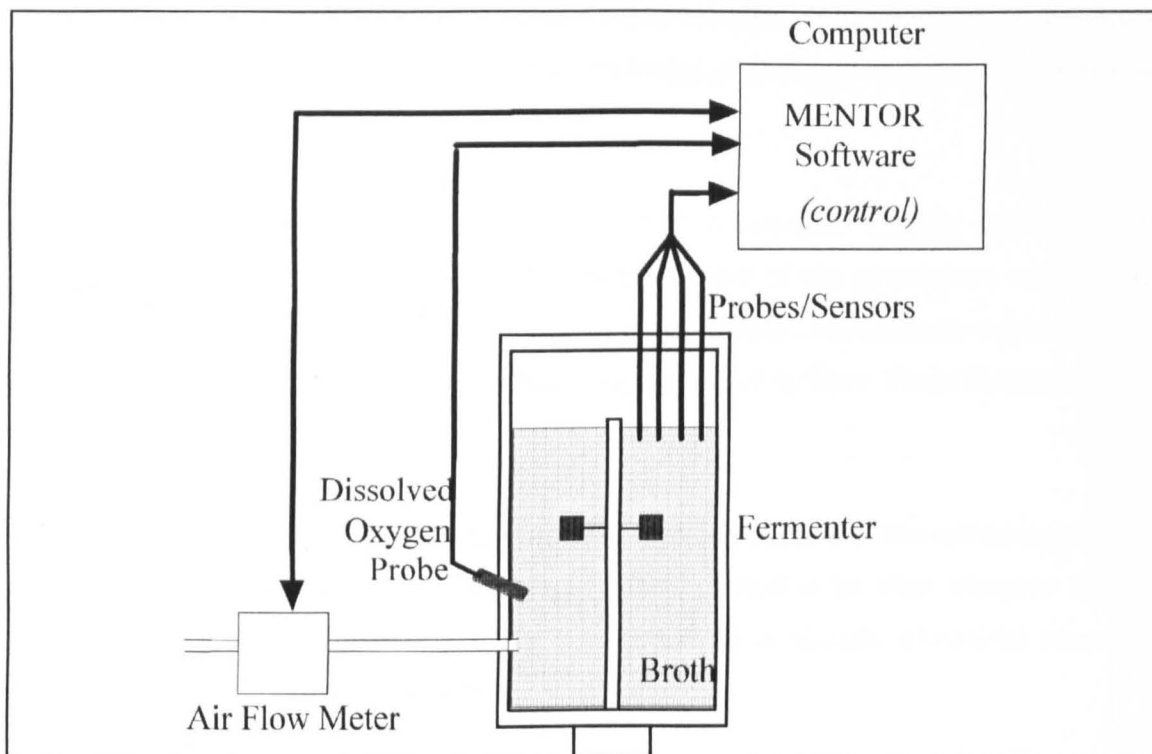 Computer
MENTOR
Software
(control)
Probes/Sensors
Dissolved
Oxygen
Probe
Fermenter
Broth
Air Flow Meter